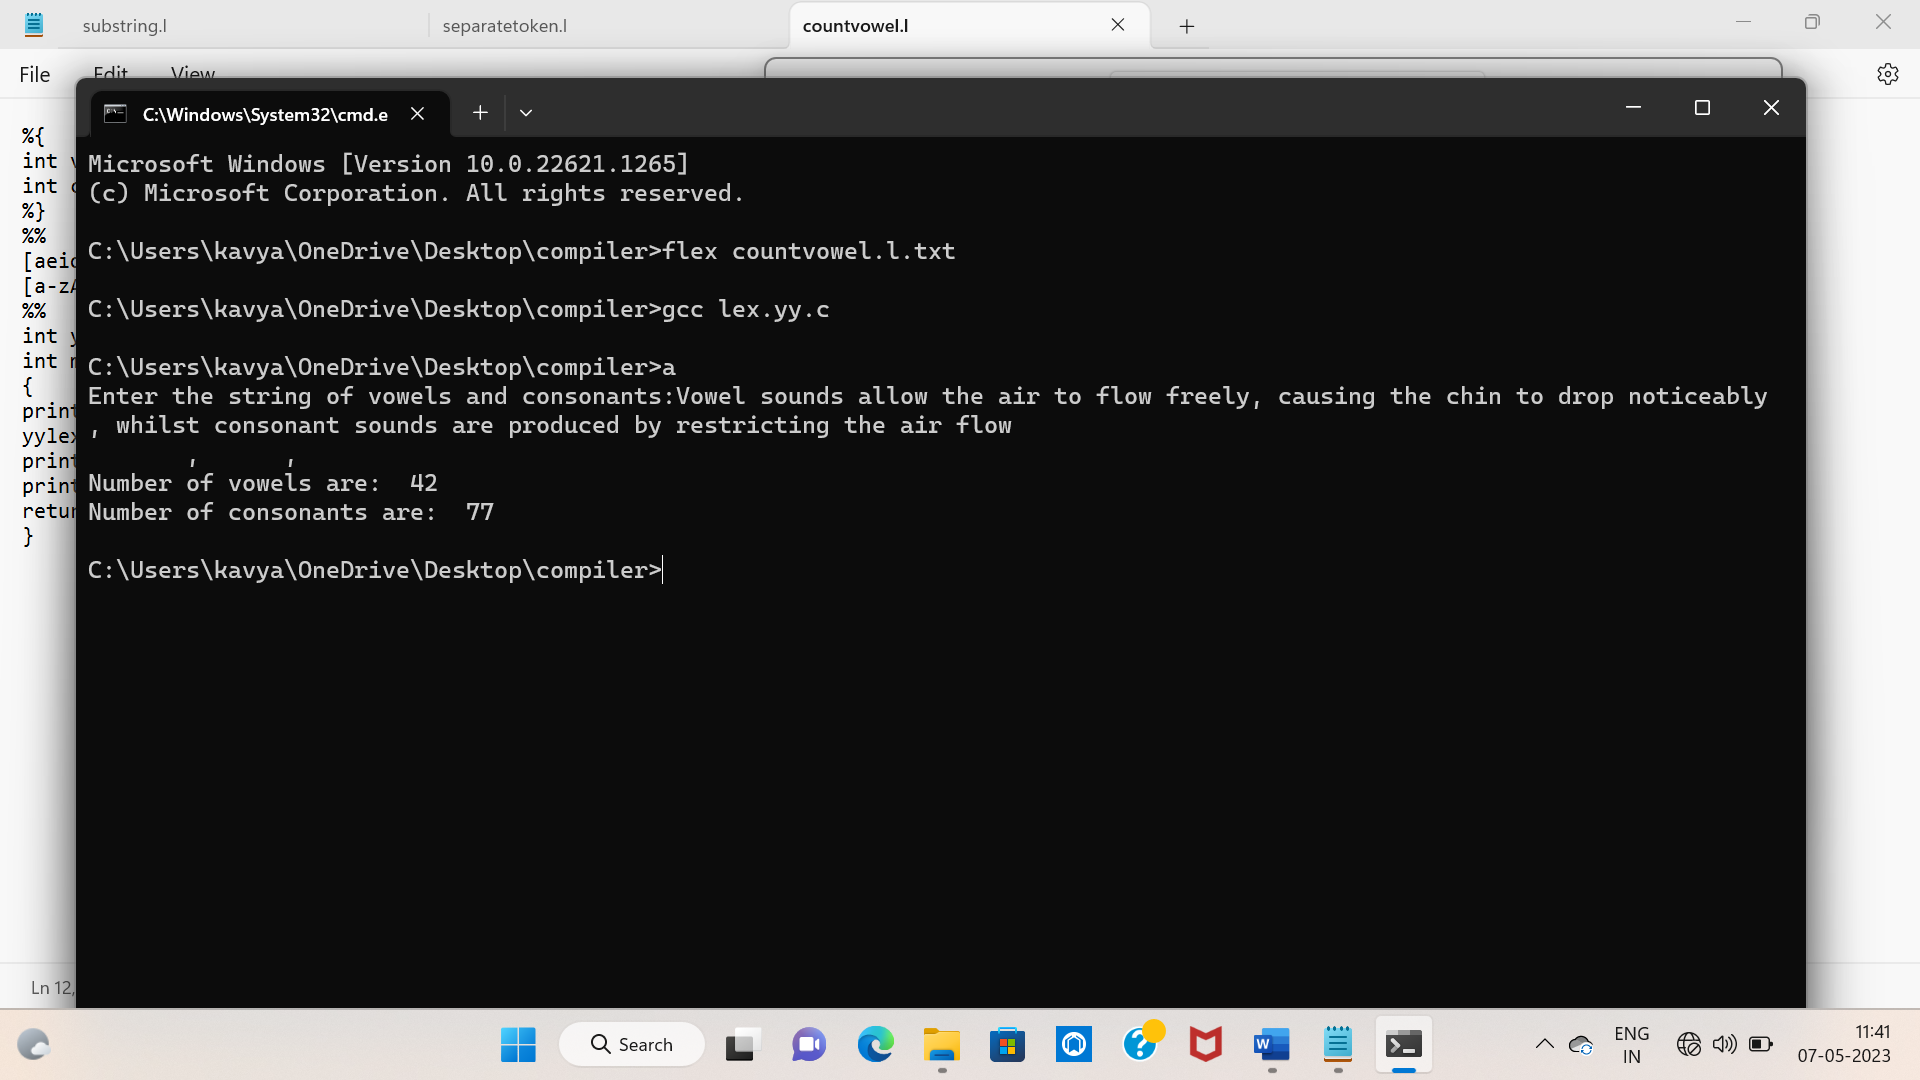 substring.l separatetoken.l countvowel.l
File Edit View
C:\Windows\System32\cmd.e
%{
int
int
%}
%%
[aeio
[a-zA
%%
int y
int m
{
print
yylex
print
print
retur
}
Microsoft Windows [Version 10.0.22621.1265]
(c) Microsoft Corporation. All rights reserved.
C:\Users\kavya\OneDrive\Desktop\compiler>flex countvowel.l.txt
C:\Users\kavya\OneDrive\Desktop\compiler>gcc lex.yy.c
C:\Users\kavya\OneDrive\Desktop\compiler>a
Enter the string of vowels and consonants:Vowel sounds allow the air to flow freely, causing the chin to drop noticeably
, whilst consonant sounds are produced by restricting the air flow
, ,
Number of vowels are:  42
Number of consonants are:  77
C:\Users\kavya\OneDrive\Desktop\compiler>
Ln 12,
Search
ENG
IN
11:41
07-05-2023